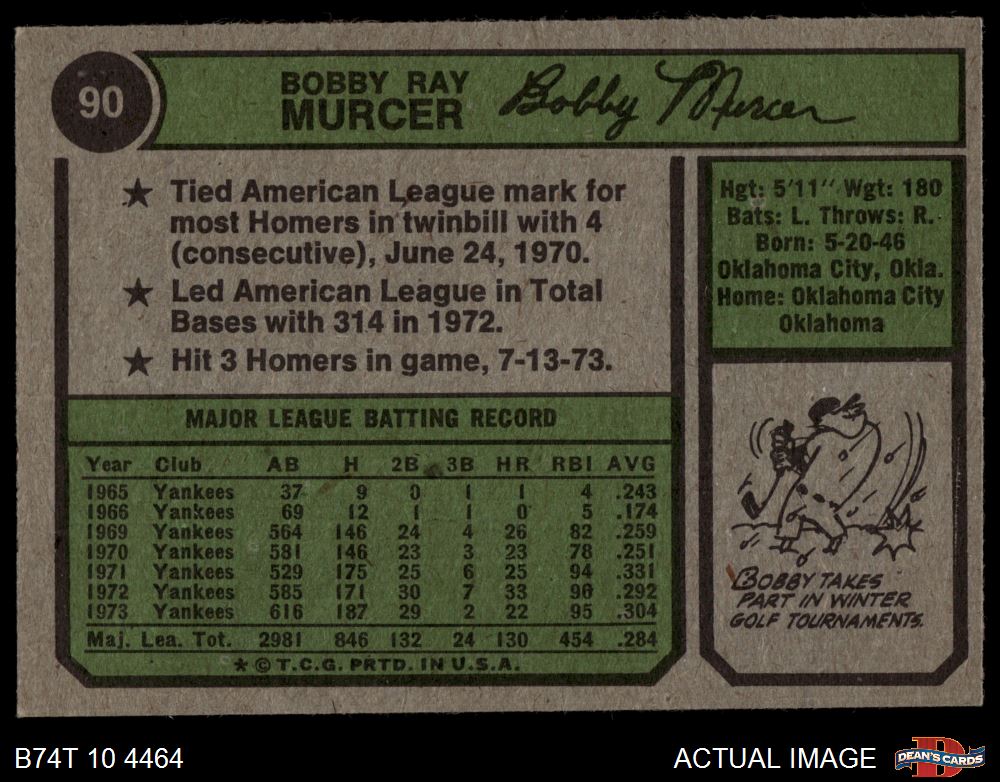 90
BOBBY RAY
MURCER
Bobby Murcer
★ Tied American League mark for
most Homers in twinbill with 4
(consecutive), June 24, 1970.
★ Led American League in Total
Bases with 314 in 1972.
★ Hit 3 Homers in game, 7-13-73.
Hgt: 5'11" Wgt: 180
Bats: L. Throws: R.
Born: 5-20-46
Oklahoma City, Okla.
Home: Oklahoma City
Oklahoma
MAJOR LEAGUE BATTING RECORD
Year Club AB H 2B 3B HR RBI AVG
1965 Yankees 37 9 0 1 1 4 .243
1966 Yankees 69 12 1 1 0 5 .174
1969 Yankees 564 146 24 4 26 82 .259
1970 Yankees 581 146 23 3 23 78 .251
1971 Yankees 529 175 25 6 25 94 .331
1972 Yankees 585 171 30 7 33 96 .292
1973 Yankees 616 187 29 2 22 95 .304
Maj. Lea. Tot. 2981 846 132 24 130 454 .284
★ © T.C.G. PRTD. IN U.S.A.
BOBBY TAKES
PART IN WINTER
GOLF TOURNAMENTS.
B74T 10 4464
ACTUAL IMAGE
D
DEAN'S CARDS